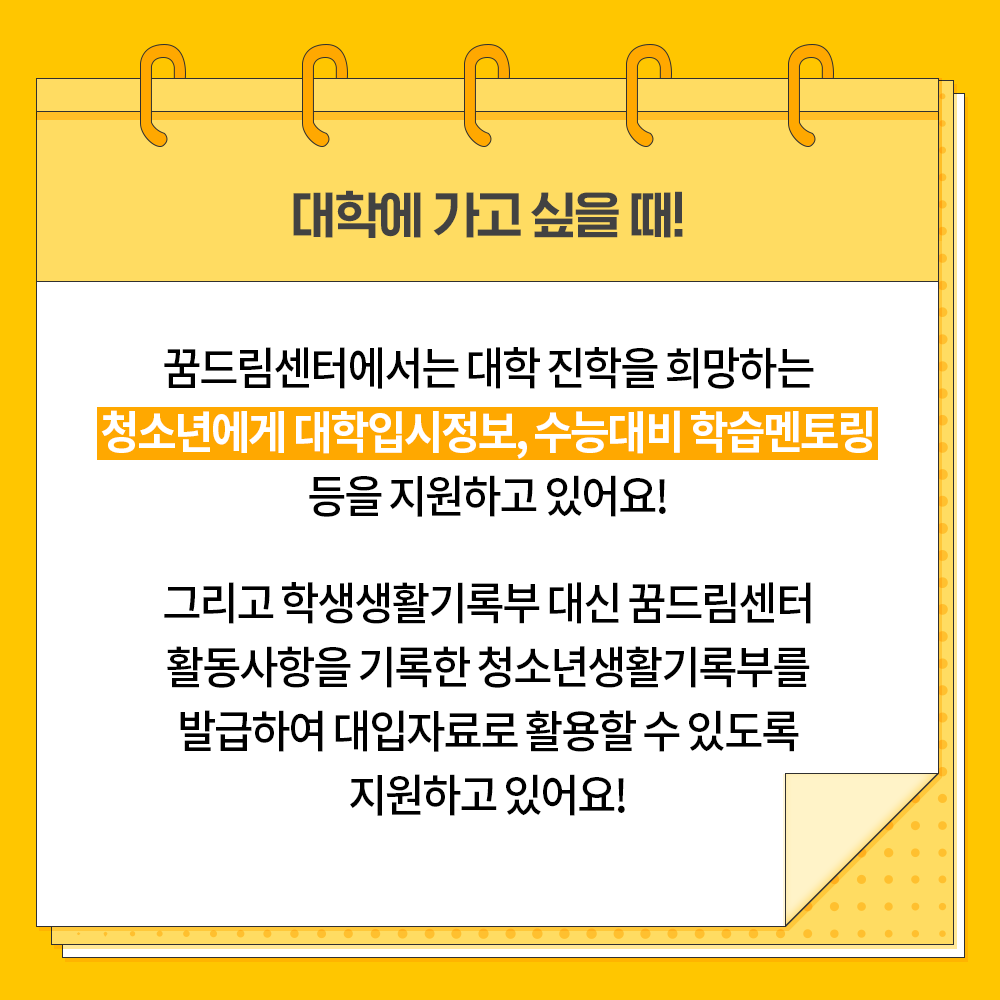 대학에 가고 싶을 때!
꿈드림센터에서는 대학 진학을 희망하는
청소년에게 대학입시정보, 수능대비 학습멘토링
등을 지원하고 있어요!
그리고 학생생활기록부 대신 꿈드림센터
활동사항을 기록한 청소년생활기록부를
발급하여 대입자료로 활용할 수 있도록
지원하고 있어요!